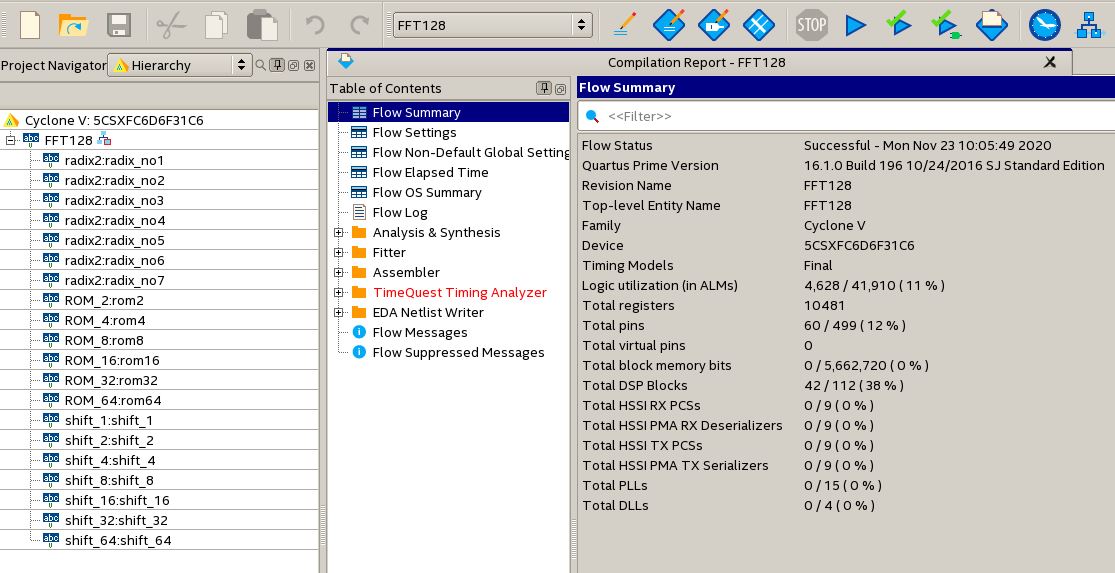 FFT128
STOP
Project Navigator
Hierarchy
Cyclone V: 5CSXFC6D6F31C6
FFT128
radix2:radix_no1
radix2:radix_no2
radix2:radix_no3
radix2:radix_no4
radix2:radix_no5
radix2:radix_no6
radix2:radix_no7
ROM_2:rom2
ROM_4:rom4
ROM_8:rom8
ROM_16:rom16
ROM_32:rom32
ROM_64:rom64
shift_1:shift_1
shift_2:shift_2
shift_4:shift_4
shift_8:shift_8
shift_16:shift_16
shift_32:shift_32
shift_64:shift_64
Compilation Report - FFT128
Table of Contents
Flow Summary
Flow Settings
Flow Non-Default Global Setting
Flow Elapsed Time
Flow OS Summary
Flow Log
Analysis & Synthesis
Fitter
Assembler
TimeQuest Timing Analyzer
EDA Netlist Writer
Flow Messages
Flow Suppressed Messages
Flow Summary
<<Filter>>
Flow Status Successful - Mon Nov 23 10:05:49 2020
Quartus Prime Version 16.1.0 Build 196 10/24/2016 SJ Standard Edition
Revision Name FFT128
Top-level Entity Name FFT128
Family Cyclone V
Device 5CSXFC6D6F31C6
Timing Models Final
Logic utilization (in ALMs) 4,628 / 41,910 ( 11 % )
Total registers 10481
Total pins 60 / 499 ( 12 % )
Total virtual pins 0
Total block memory bits 0 / 5,662,720 ( 0 % )
Total DSP Blocks 42 / 112 ( 38 % )
Total HSSI RX PCSs 0 / 9 ( 0 % )
Total HSSI PMA RX Deserializers 0 / 9 ( 0 % )
Total HSSI TX PCSs 0 / 9 ( 0 % )
Total HSSI PMA TX Serializers 0 / 9 ( 0 % )
Total PLLs 0 / 15 ( 0 % )
Total DLLs 0 / 4 ( 0 % )